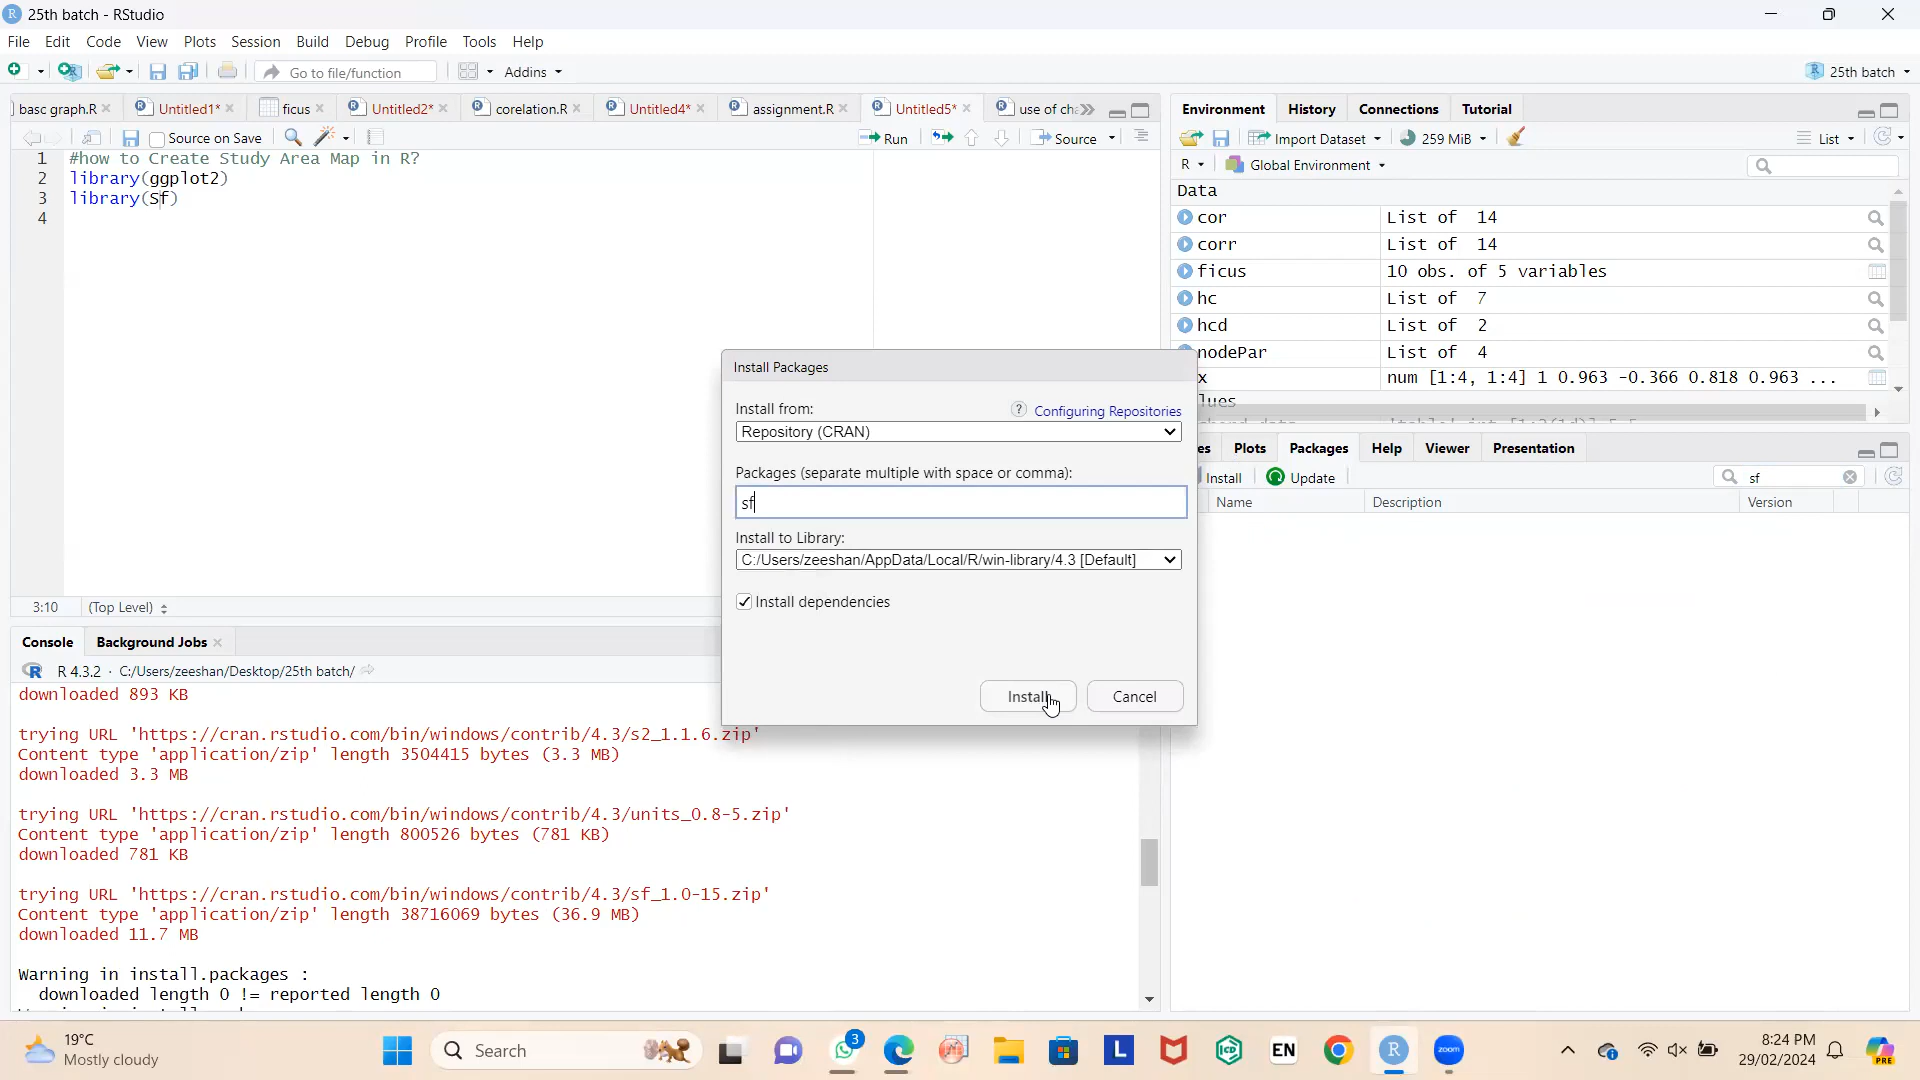 25th batch - RStudio
File Edit Code View Plots Session Build Debug Profile Tools Help
Go to file/function Addins 25th batch
basc graph.R Untitled1* ficus Untitled2* corelation.R Untitled4* assignment.R Untitled5* use of ch
Source on Save Run Source
1 #how to Create Study Area Map in R?
2 library(ggplot2)
3 library(Sf)
4
3:10 (Top Level)
Environment History Connections Tutorial
Import Dataset 259 MiB List
R Global Environment
Data
cor List of 14
corr List of 14
ficus 10 obs. of 5 variables
hc List of 7
hcd List of 2
nodePar List of 4
x num [1:4, 1:4] 1 0.963 -0.366 0.818 0.963 ...
lues
es Plots Packages Help Viewer Presentation
Install Update sf
Name Description Version
Install Packages
Install from: ? Configuring Repositories
Repository (CRAN)
Packages (separate multiple with space or comma):
sf
Install to Library:
C:/Users/zeeshan/AppData/Local/R/win-library/4.3 [Default]
Install dependencies
Install Cancel
Console Background Jobs
R 4.3.2 · C:/Users/zeeshan/Desktop/25th batch/
downloaded 893 KB
trying URL 'https://cran.rstudio.com/bin/windows/contrib/4.3/s2_1.1.6.zip'
Content type 'application/zip' length 3504415 bytes (3.3 MB)
downloaded 3.3 MB
trying URL 'https://cran.rstudio.com/bin/windows/contrib/4.3/units_0.8-5.zip'
Content type 'application/zip' length 800526 bytes (781 KB)
downloaded 781 KB
trying URL 'https://cran.rstudio.com/bin/windows/contrib/4.3/sf_1.0-15.zip'
Content type 'application/zip' length 38716069 bytes (36.9 MB)
downloaded 11.7 MB
Warning in install.packages :
downloaded length 0 != reported length 0
19°C
Mostly cloudy
Search
3
L
ICD
EN
R
zoom
8:24 PM
29/02/2024
PRE